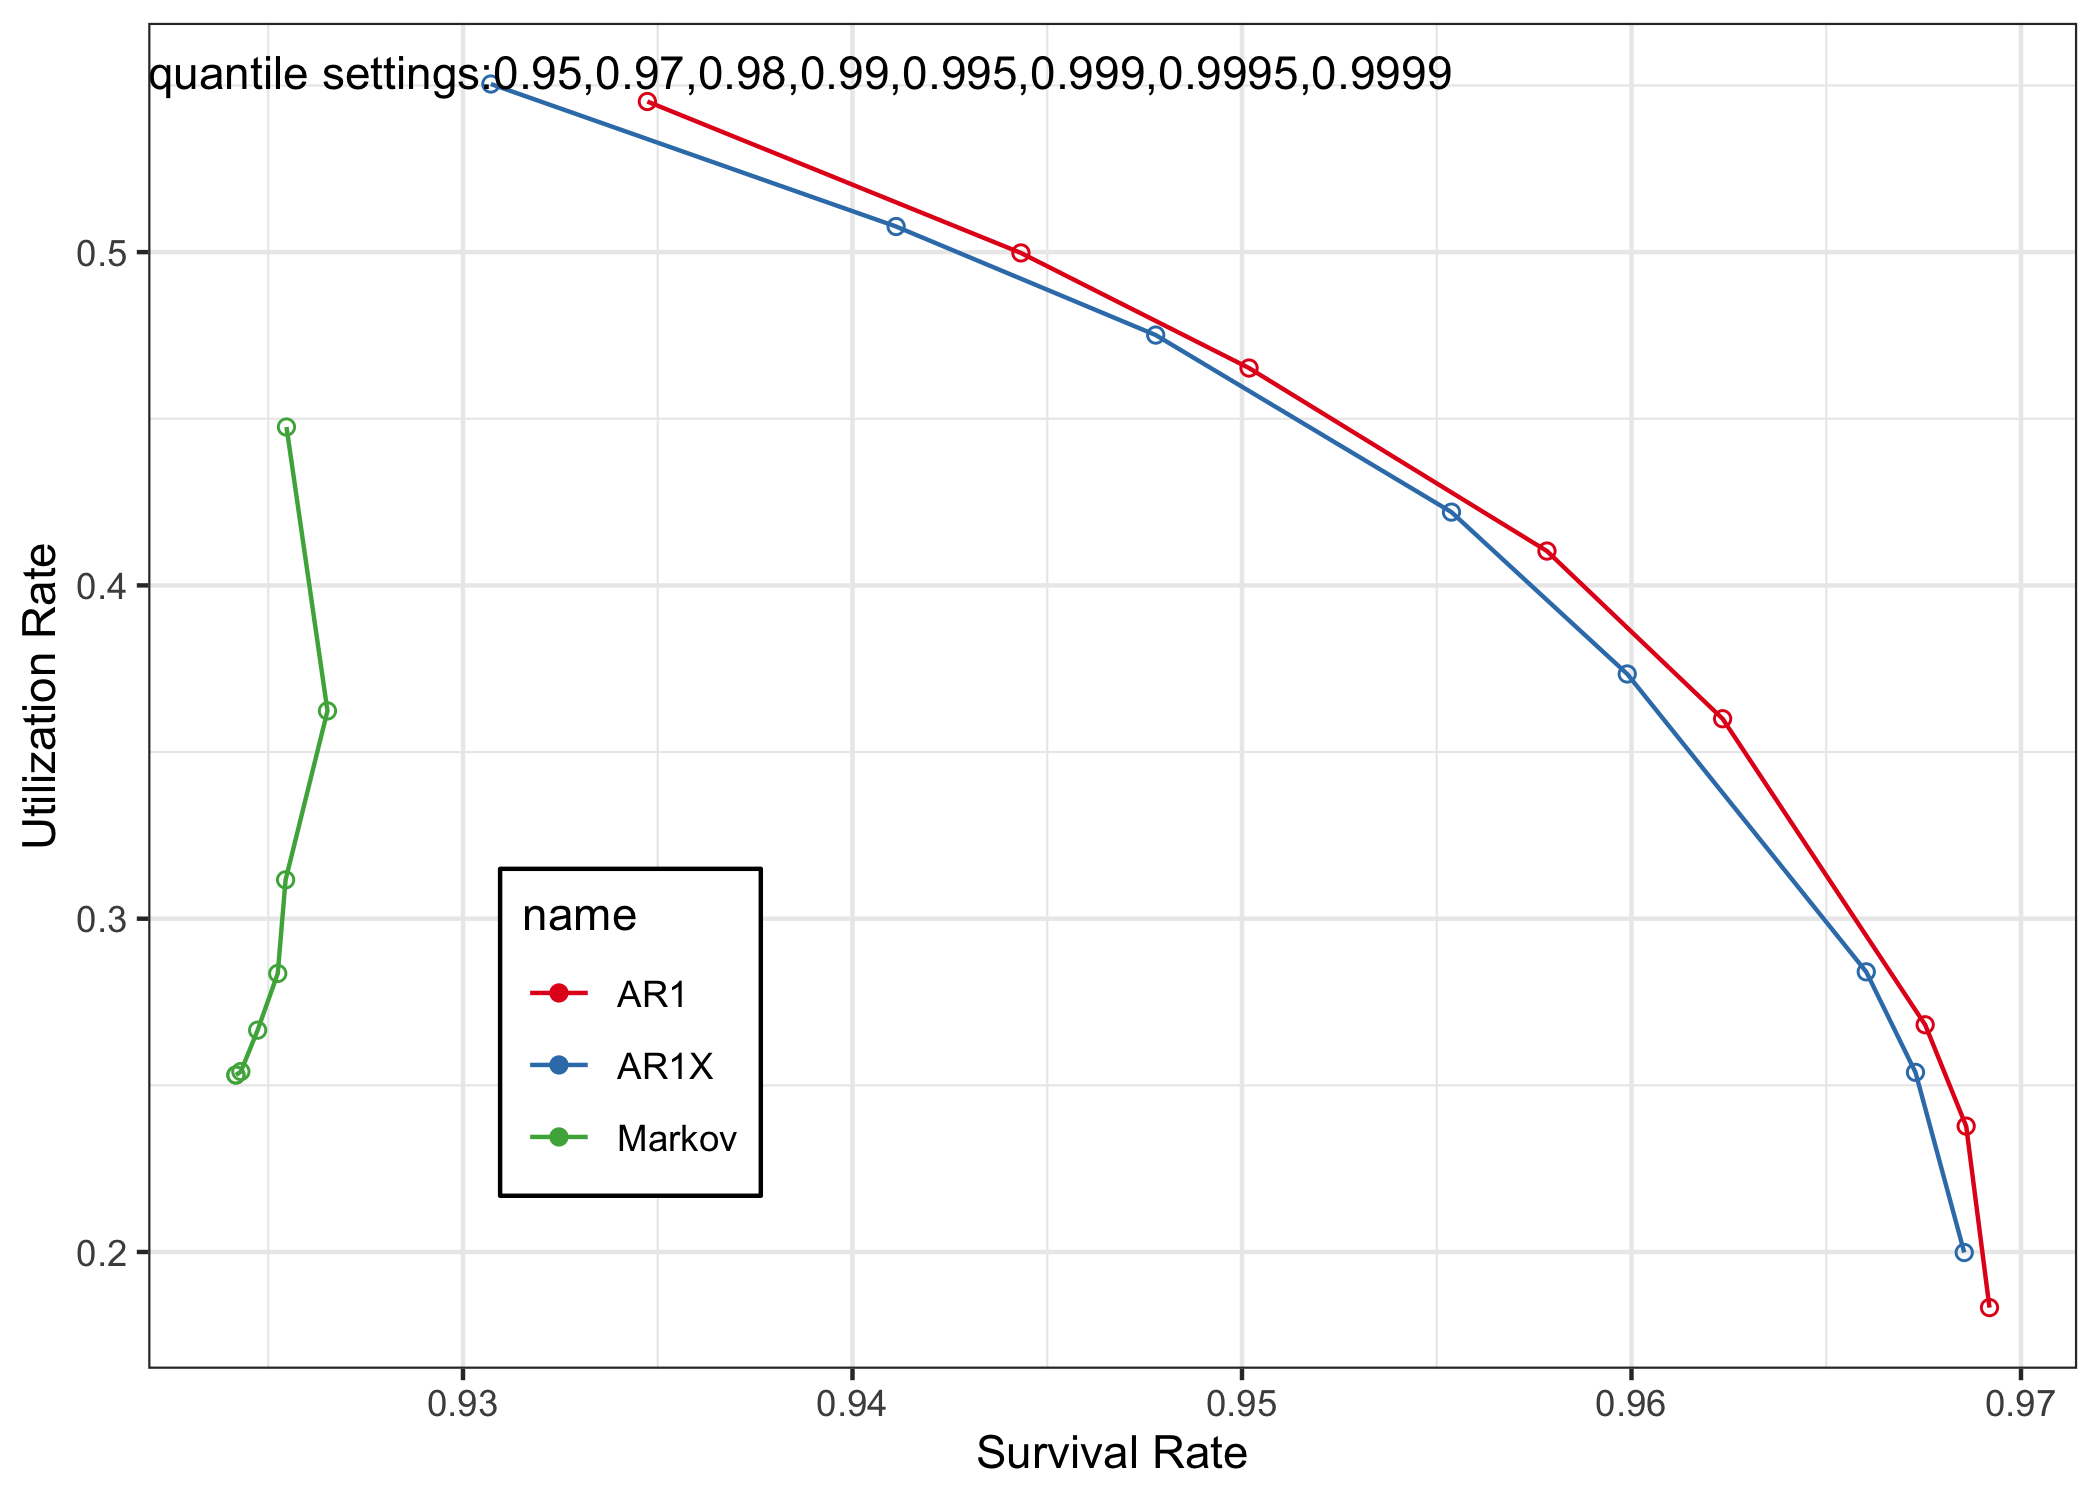 quantile settings:0.95,0.97,0.98,0.99,0.995,0.999,0.9995,0.9999
0.5
0.4
0.3
0.2
Utilization Rate
name
AR1
AR1X
Markov
0.93 0.94 0.95 0.96 0.97
Survival Rate